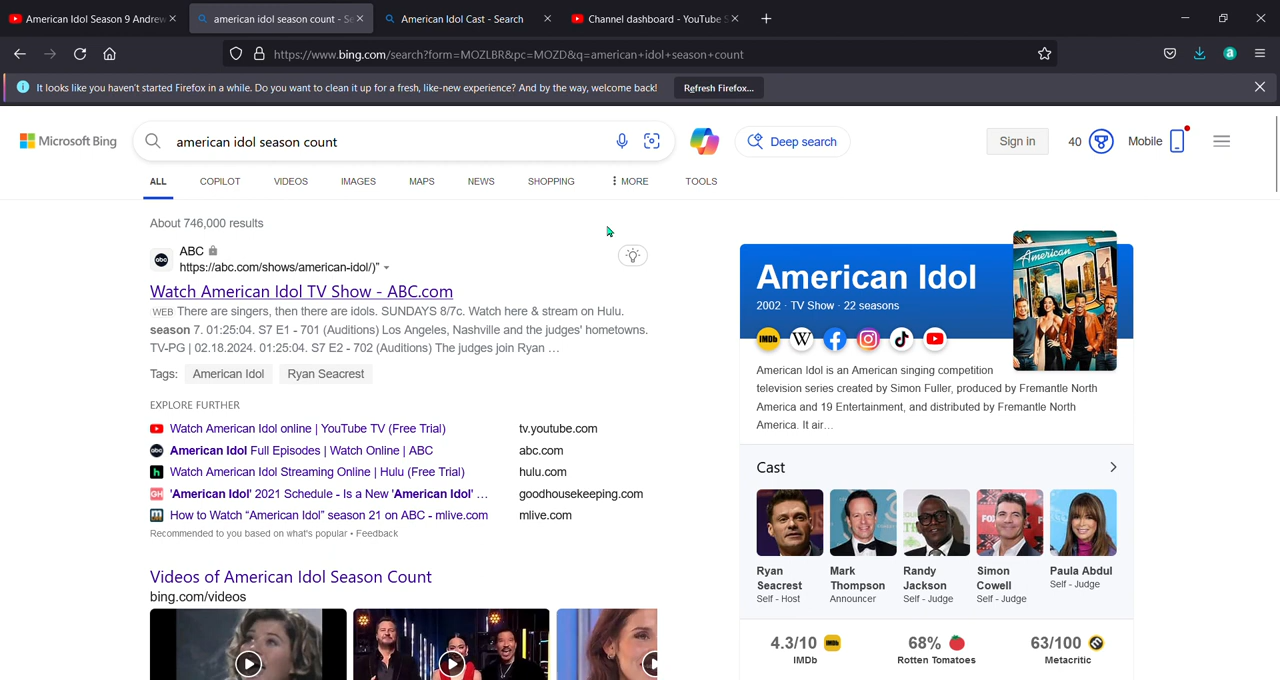 American Idol Season 9 Andrew
american idol season count - Se
American Idol Cast - Search
Channel dashboard - YouTube S
https://www.bing.com/search?form=MOZLBR&pc=MOZD&q=american+idol+season+count
It looks like you haven't started Firefox in a while. Do you want to clean it up for a fresh, like-new experience? And by the way, welcome back!
Refresh Firefox...
Microsoft Bing
american idol season count
Deep search
Sign in
40
Mobile
ALL
COPILOT
VIDEOS
IMAGES
MAPS
NEWS
SHOPPING
MORE
TOOLS
About 746,000 results
ABC
https://abc.com/shows/american-idol/)"
Watch American Idol TV Show - ABC.com
WEB There are singers, then there are idols. SUNDAYS 8/7c. Watch here & stream on Hulu.
season 7. 01:25:04. S7 E1 - 701 (Auditions) Los Angeles, Nashville and the judges' hometowns.
TV-PG | 02.18.2024. 01:25:04. S7 E2 - 702 (Auditions) The judges join Ryan ...
Tags: American Idol Ryan Seacrest
EXPLORE FURTHER
Watch American Idol online | YouTube TV (Free Trial) tv.youtube.com
American Idol Full Episodes | Watch Online | ABC abc.com
Watch American Idol Streaming Online | Hulu (Free Trial) hulu.com
GH 'American Idol' 2021 Schedule - Is a New 'American Idol' ... goodhousekeeping.com
How to Watch “American Idol” season 21 on ABC - mlive.com mlive.com
Recommended to you based on what's popular • Feedback
Videos of American Idol Season Count
bing.com/videos
American Idol
2002 · TV Show · 22 seasons
IMDb
W
American IDOL
American Idol is an American singing competition
television series created by Simon Fuller, produced by Fremantle North
America and 19 Entertainment, and distributed by Fremantle North
America. It air...
Cast
Ryan Seacrest
Self - Host
Mark Thompson
Announcer
Randy Jackson
Self - Judge
Simon Cowell
Self - Judge
Paula Abdul
Self - Judge
4.3/10 IMDb
IMDb
68%
Rotten Tomatoes
63/100
Metacritic